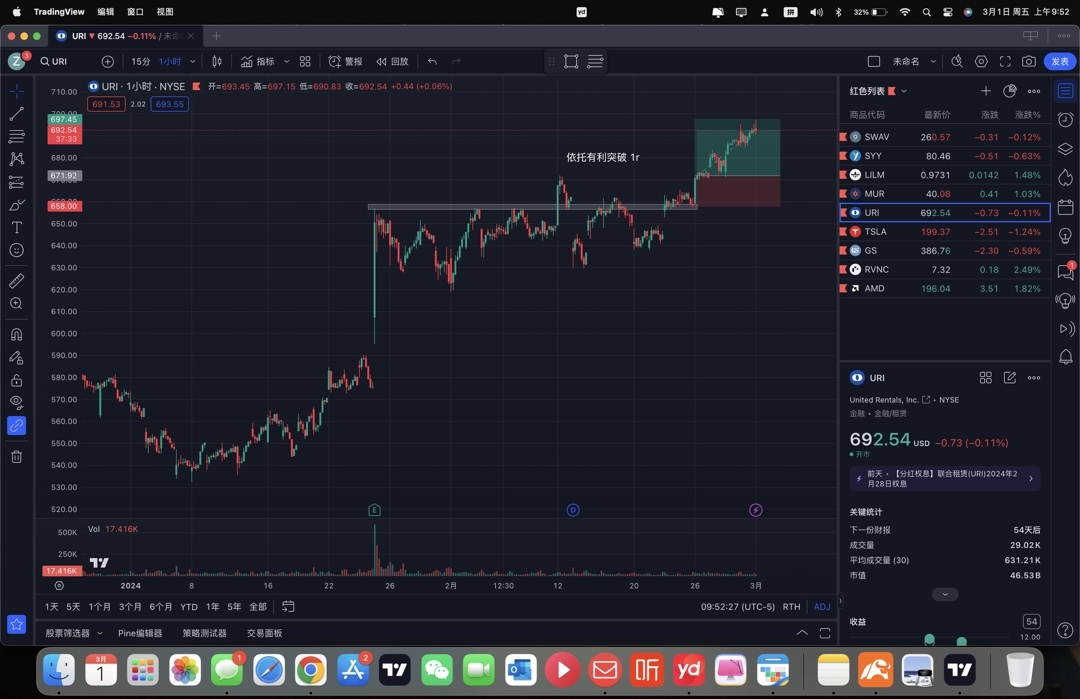 TradingView 编辑 窗口 视图 yd 拼 32% 3月1日 周五 上午9:52
URI ▼ 692.54 −0.11% / 未命
Z 3 URI 15分 1小时 指标 警报 回放 未命名 发表
URI · 1小时 · NYSE 开=693.45 高=697.15 低=690.83 收=692.54 +0.44 (+0.06%)
691.53 2.02 693.55
710.00
700.00
697.45
692.54
37:33
680.00
671.92
658.00
650.00
640.00
630.00
620.00
610.00
600.00
590.00
580.00
570.00
560.00
550.00
540.00
530.00
520.00
依托有利突破 1r
E D
Vol 17.416K
500K
250K
17.416K
2024 8 16 22 26 2月 12:30 12 20 26 3月
1天 5天 1个月 3个月 6个月 YTD 1年 5年 全部 09:52:27 (UTC-5) RTH ADJ
股票筛选器 Pine编辑器 策略测试器 交易面板
红色列表
商品代码 最新价 涨跌 涨跌%
SWAV 260.57 −0.31 −0.12%
SYY 80.46 −0.51 −0.63%
LILM 0.9731 0.0142 1.48%
MUR 40.08 0.41 1.03%
URI 692.54 −0.73 −0.11%
TSLA 199.37 −2.51 −1.24%
GS 386.76 −2.30 −0.59%
RVNC 7.32 0.18 2.49%
AMD 196.04 3.51 1.82%
1
URI
United Rentals, Inc. • NYSE
金融 • 金融/租赁
692.54 USD −0.73 (−0.11%)
开市
前天 • 【分红权息】联合租赁(URI)2024年2
月28日权息
关键统计
下一份财报 54天后
成交量 29.02K
平均成交量 (30) 631.21K
市值 46.53B
收益 54
12.00
3月
1
1
2
听
yd